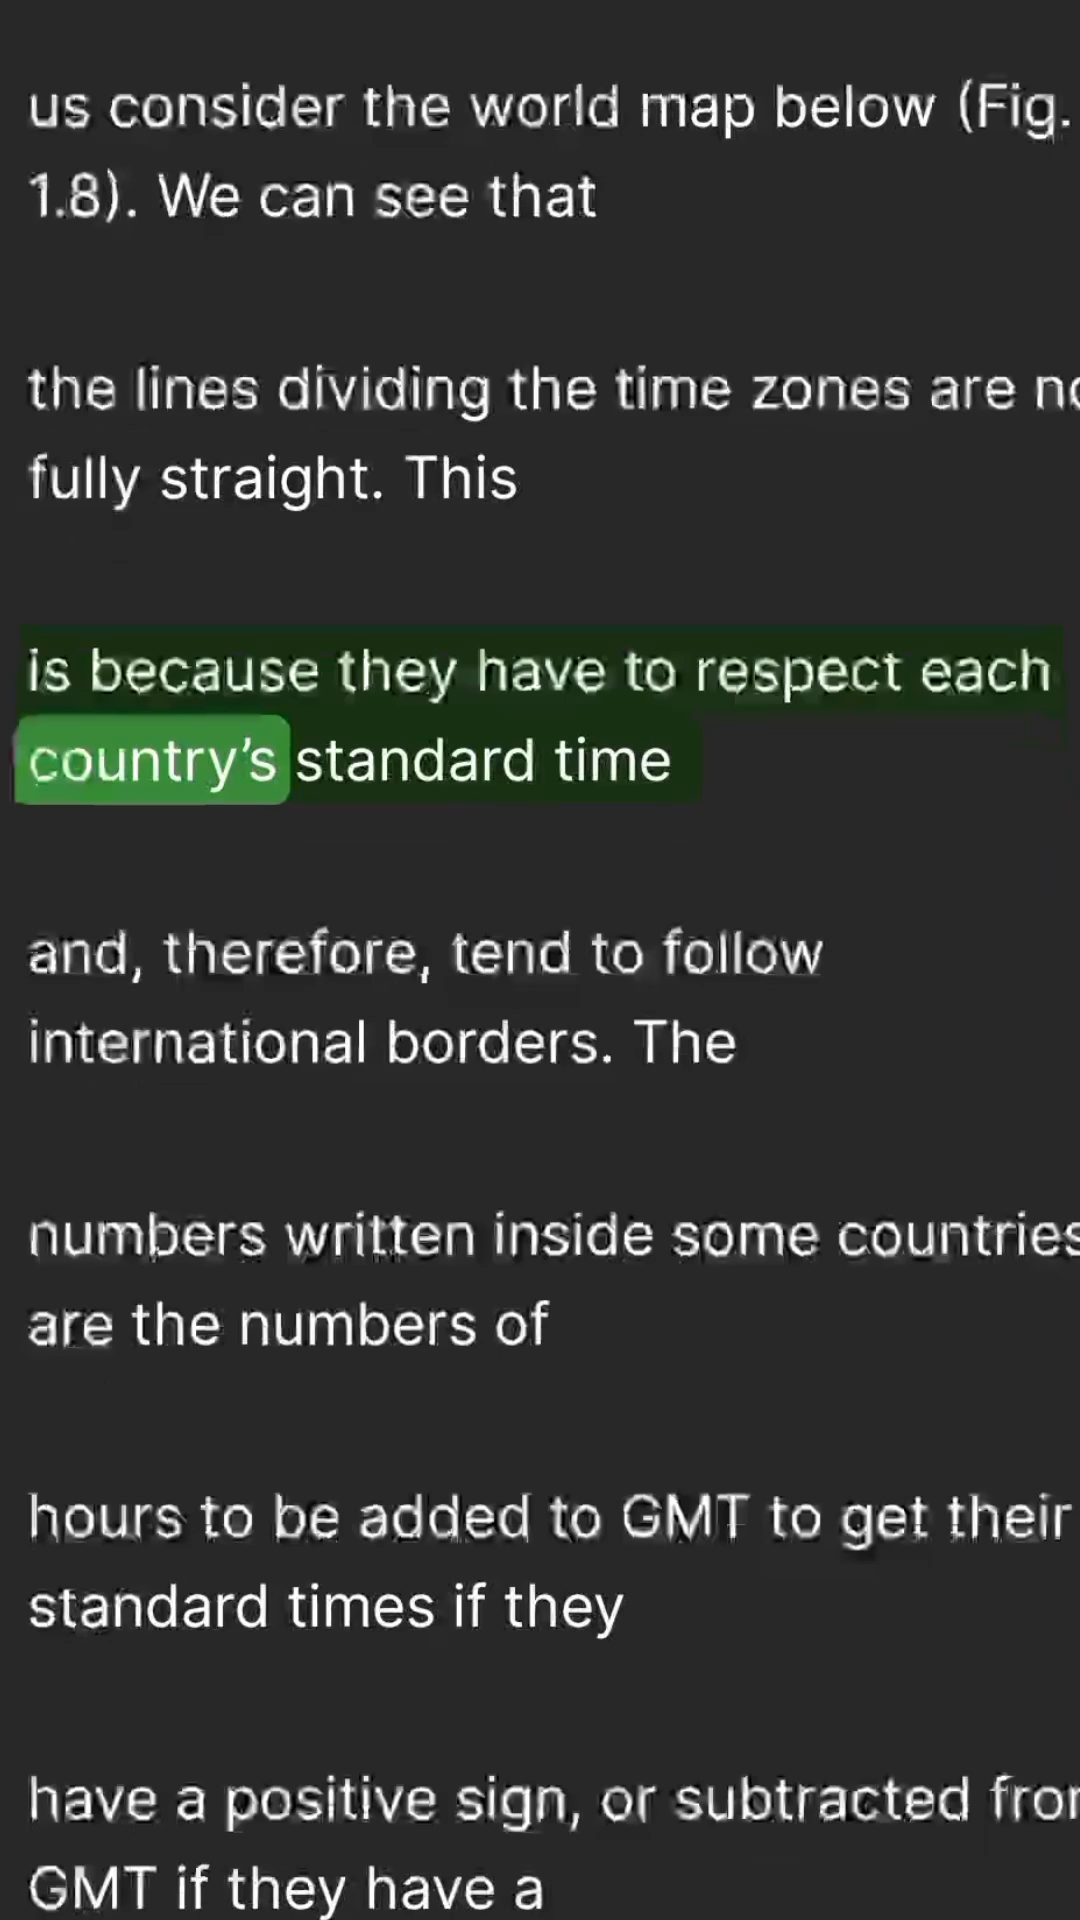 us consider the world map below (Fig.
1.8). We can see that
the lines dividing the time zones are no
fully straight. This
is because they have to respect each
country’s standard time
and, therefore, tend to follow
international borders. The
numbers written inside some countries
are the numbers of
hours to be added to GMT to get their
standard times if they
have a positive sign, or subtracted from
GMT if they have a